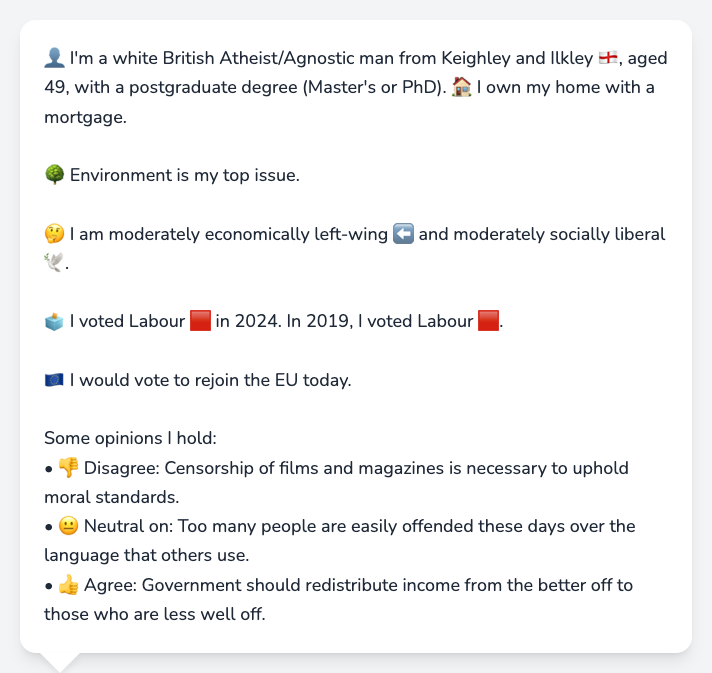 👤 I'm a white British Atheist/Agnostic man from Keighley and Ilkley 🏴󠁧󠁢󠁥󠁮󠁧󠁿, aged
49, with a postgraduate degree (Master's or PhD). 🏠 I own my home with a
mortgage.
🌳 Environment is my top issue.
🤔 I am moderately economically left-wing ⬅️ and moderately socially liberal
🕊️.
🗳️ I voted Labour 🟥 in 2024. In 2019, I voted Labour 🟥.
🇪🇺 I would vote to rejoin the EU today.
Some opinions I hold:
• 👎 Disagree: Censorship of films and magazines is necessary to uphold
moral standards.
• 😐 Neutral on: Too many people are easily offended these days over the
language that others use.
• 👍 Agree: Government should redistribute income from the better off to
those who are less well off.